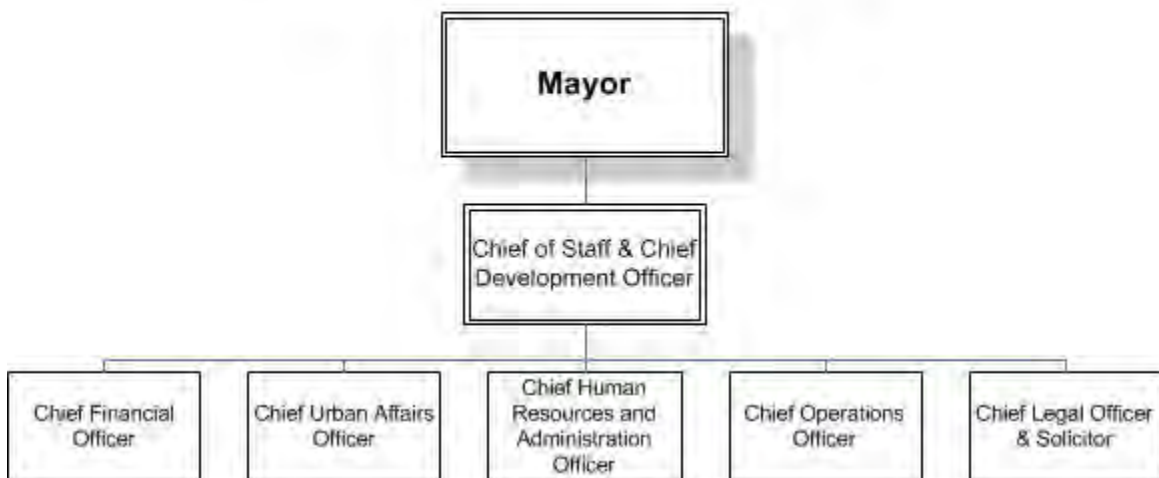 Mayor
Chief of Staff & Chief
Development Officer
Chief Financial
Officer
Chief Urban Affairs
Officer
Chief Human
Resources and
Administration
Officer
Chief Operations
Officer
Chief Legal Officer
& Solicitor